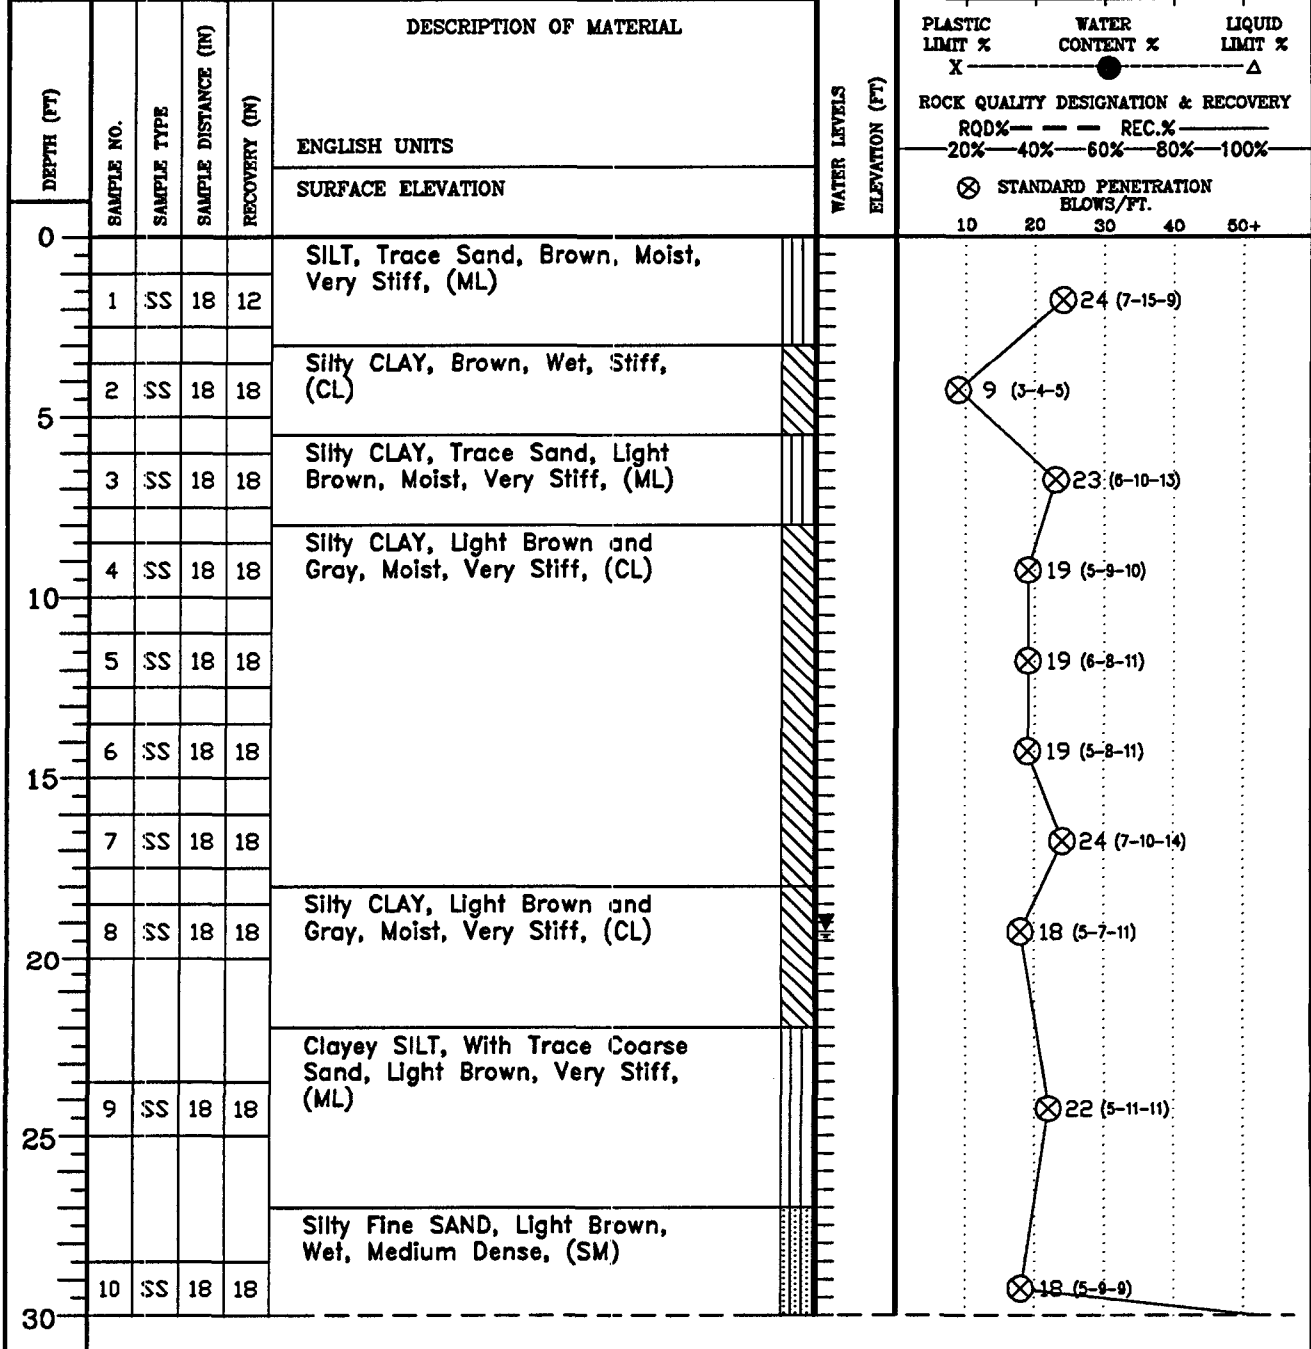 DEPTH (FT)
SAMPLE NO.
SAMPLE TYPE
SAMPLE DISTANCE (IN)
RECOVERY (IN)
DESCRIPTION OF MATERIAL
ENGLISH UNITS
SURFACE ELEVATION
WATER LEVELS
ELEVATION (FT)
PLASTIC WATER LIQUID
LIMIT % CONTENT % LIMIT %
X Δ
ROCK QUALITY DESIGNATION & RECOVERY
RQD% REC.%
20% 40% 60% 80% 100%
STANDARD PENETRATION
BLOWS/FT.
10 20 30 40 50+
0
SILT, Trace Sand, Brown, Moist,
Very Stiff, (ML)
1 SS 18 12 24 (7-15-9)
Silty CLAY, Brown, Wet, Stiff,
(CL)
2 SS 18 18 9 (3-4-5)
5
Silty CLAY, Trace Sand, Light
Brown, Moist, Very Stiff, (ML)
3 SS 18 18 23 (6-10-13)
Silty CLAY, Light Brown and
Gray, Moist, Very Stiff, (CL)
4 SS 18 18 19 (5-9-10)
10
5 SS 18 18 19 (6-8-11)
6 SS 18 18 19 (5-8-11)
15
7 SS 18 18 24 (7-10-14)
Silty CLAY, Light Brown and
Gray, Moist, Very Stiff, (CL)
8 SS 18 18 18 (5-7-11)
20
Clayey SILT, With Trace Coarse
Sand, Light Brown, Very Stiff,
(ML)
9 SS 18 18 22 (5-11-11)
25
Silty Fine SAND, Light Brown,
Wet, Medium Dense, (SM)
10 SS 18 18 18 (5-9-9)
30